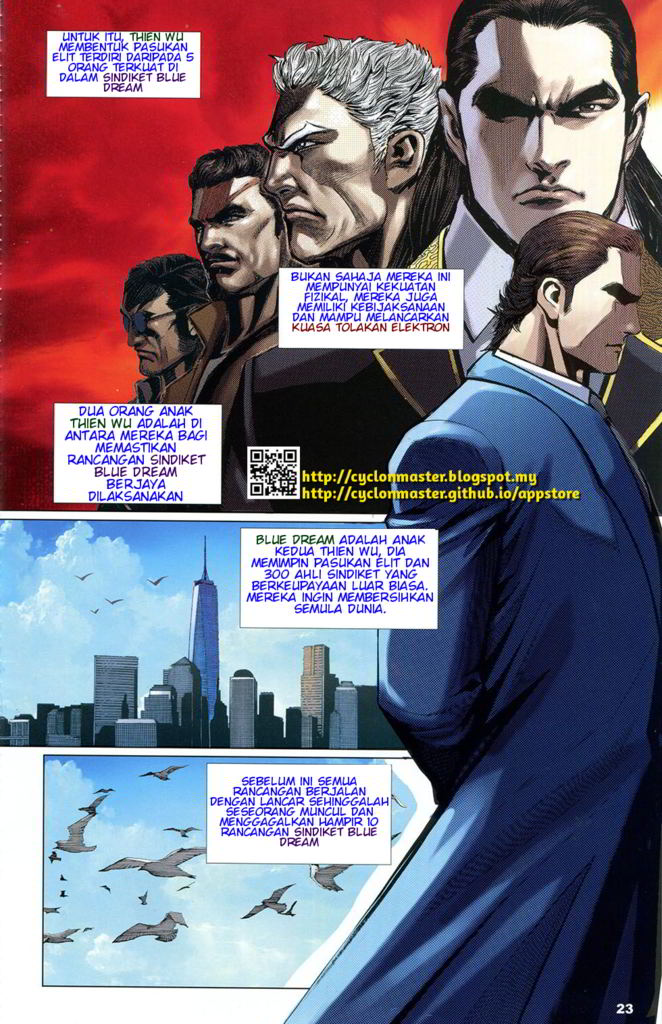 UNTUK ITU, THIEN WU
MEMBENTUK PASUKAN
ELIT TERDIRI DARIPADA 5
ORANG TERKUAT DI
DALAM SINDIKET BLUE
DREAM
BUKAN SAHAJA MEREKA INI
MEMPUNYAI KEKUATAN
FIZIKAL, MEREKA JUGA
MEMILIKI KEBIJAKSANAAN
DAN MAMPU MELANCARKAN
KUASA TOLAKAN ELEKTRON
DUA ORANG ANAK
THIEN WU ADALAH DI
ANTARA MEREKA BAGI
MEMASTIKAN
RANCANGAN SINDIKET
BLUE DREAM
BERJAYA
DILAKSANAKAN
http://cyclonmaster.blogspot.my
http://cyclonmaster.github.io/appstore
BLUE DREAM ADALAH ANAK
KEDUA THIEN WU, DIA
MEMIMPIN PASUKAN ELIT DAN
300 AHLI SINDIKET YANG
BERKEUPAYAAN LUAR BIASA.
MEREKA INGIN MEMBERSIHKAN
SEMULA DUNIA.
SEBELUM INI SEMUA
RANCANGAN BERJALAN
DENGAN LANCAR SEHINGGALAH
SESEORANG MUNCUL DAN
MENGGAGALKAN HAMPIR 10
RANCANGAN SINDIKET BLUE
DREAM
23